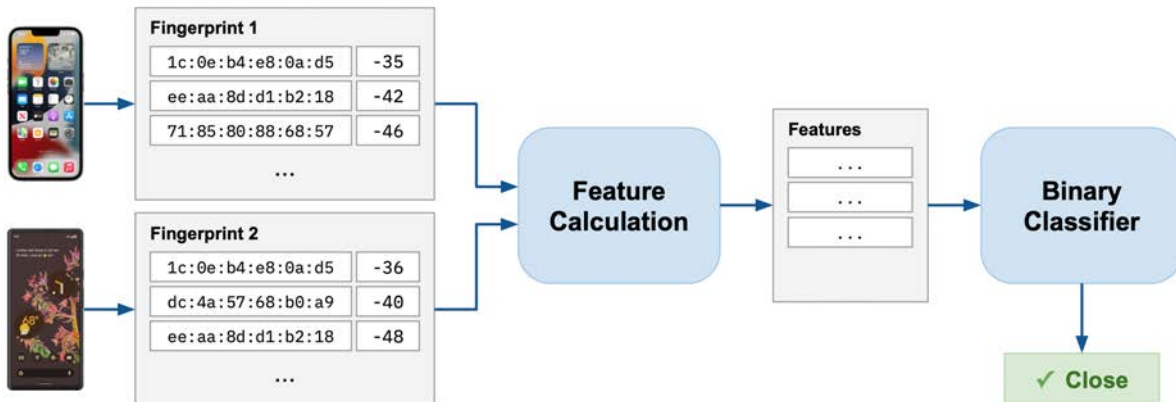 Fingerprint 1
1c:0e:b4:e8:0a:d5 -35
ee:aa:8d:d1:b2:18 -42
71:85:80:88:68:57 -46
...
Fingerprint 2
1c:0e:b4:e8:0a:d5 -36
dc:4a:57:68:b0:a9 -40
ee:aa:8d:d1:b2:18 -48
...
Feature
Calculation
Features
...
...
...
Binary
Classifier
✓ Close
68°